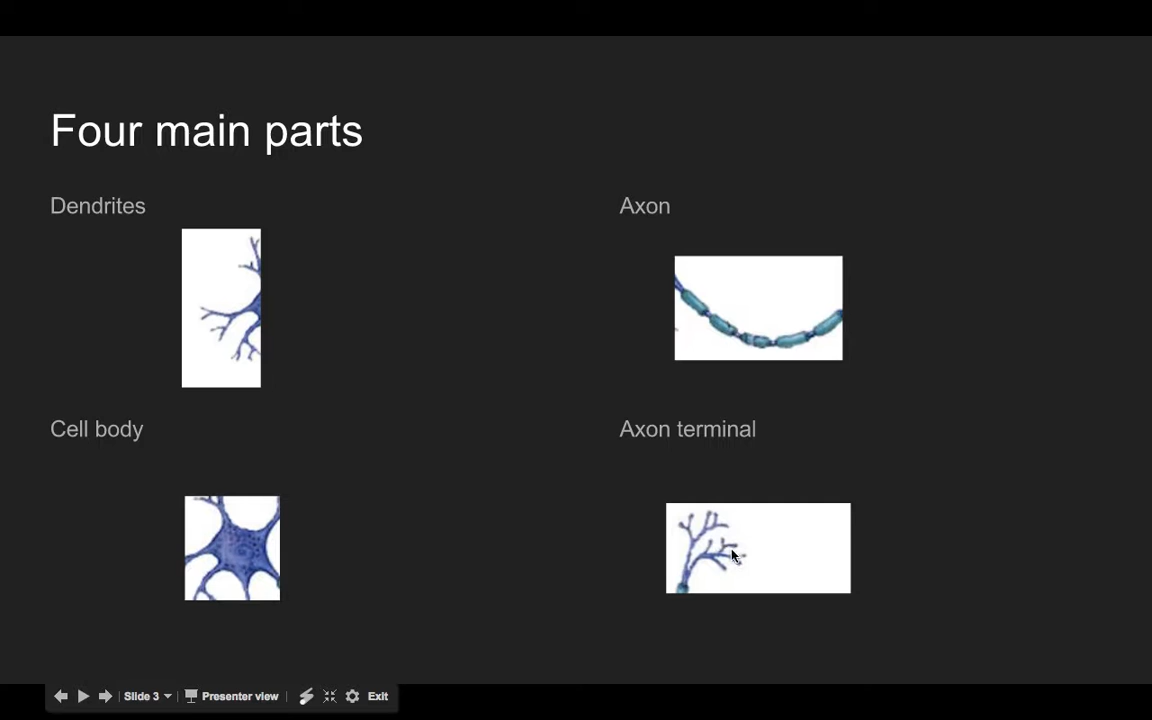 Four main parts
Dendrites
Axon
Cell body
Axon terminal
Slide 3
Presenter view
Exit